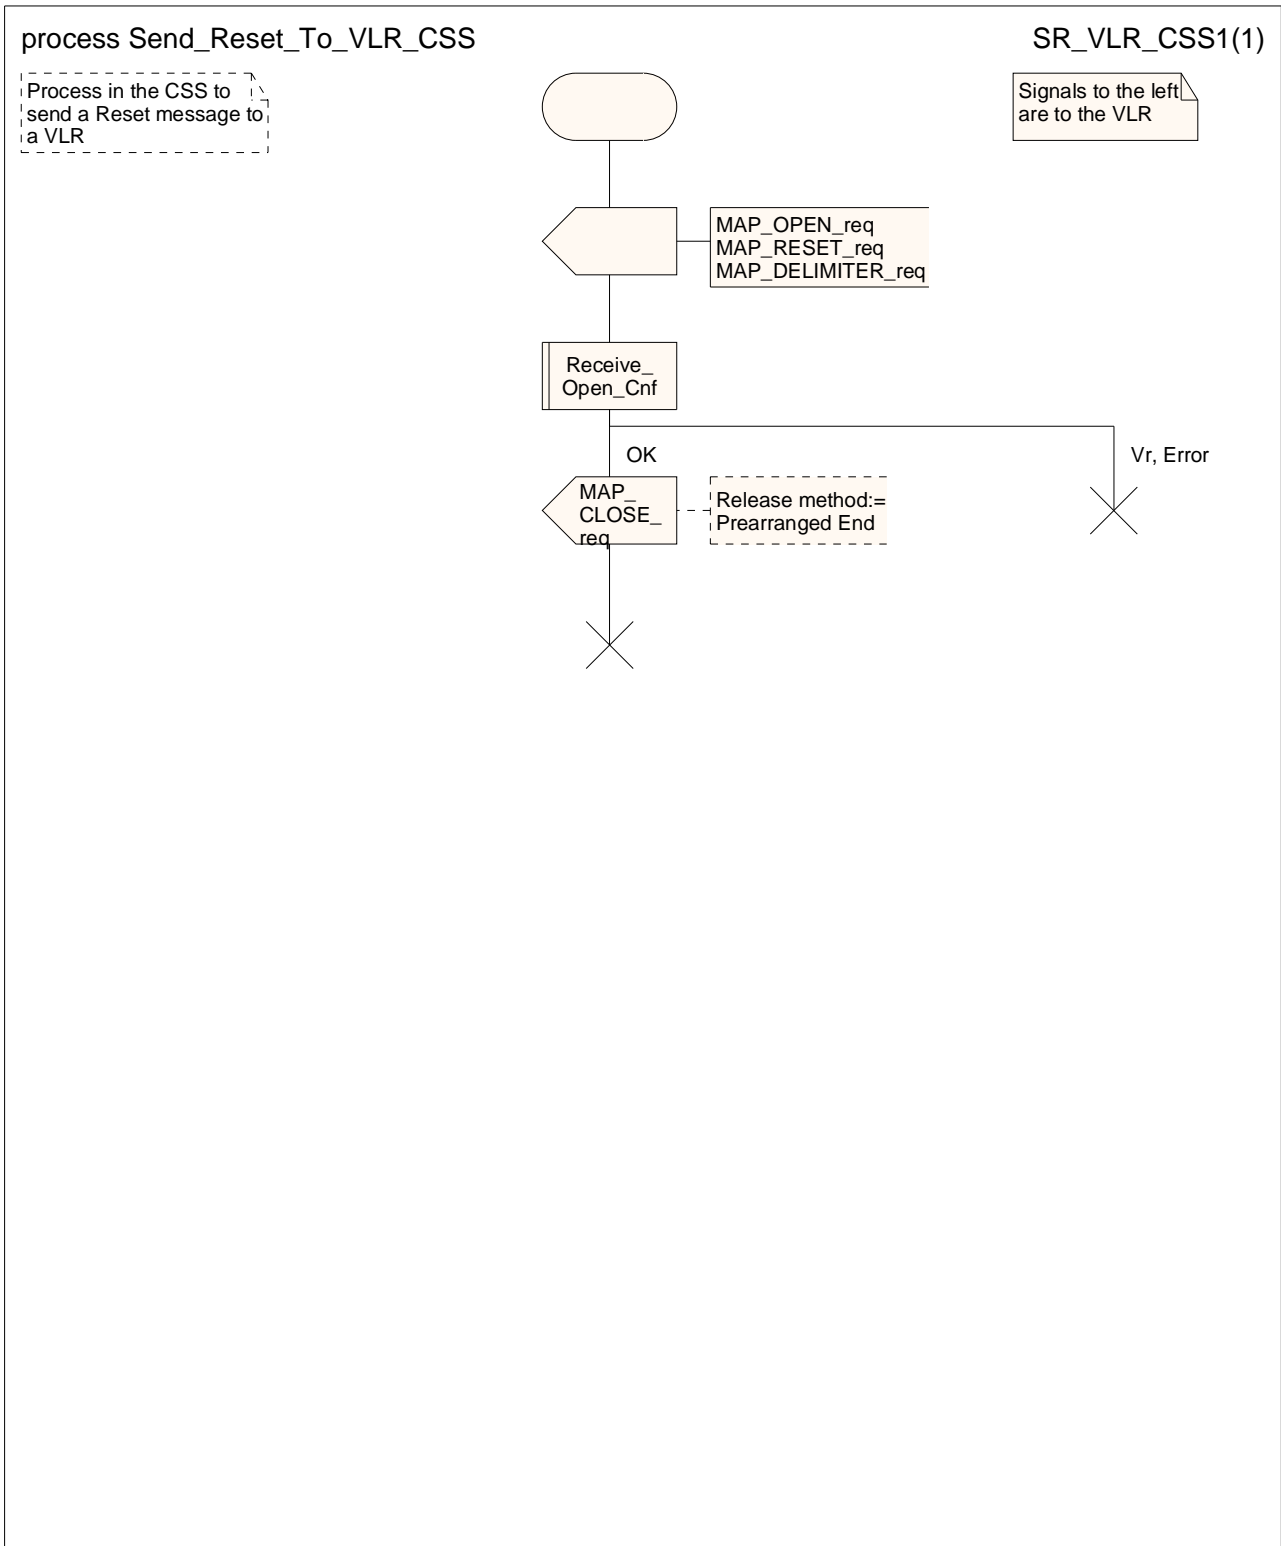 process Send_Reset_To_VLR_CSS
SR_VLR_CSS1(1)
Process in the CSS to
send a Reset message to
a VLR
Signals to the left
are to the VLR
MAP_OPEN_req
MAP_RESET_req
MAP_DELIMITER_req
Receive_
Open_Cnf
OK
Vr, Error
MAP_
CLOSE_
req
Release method:=
Prearranged End